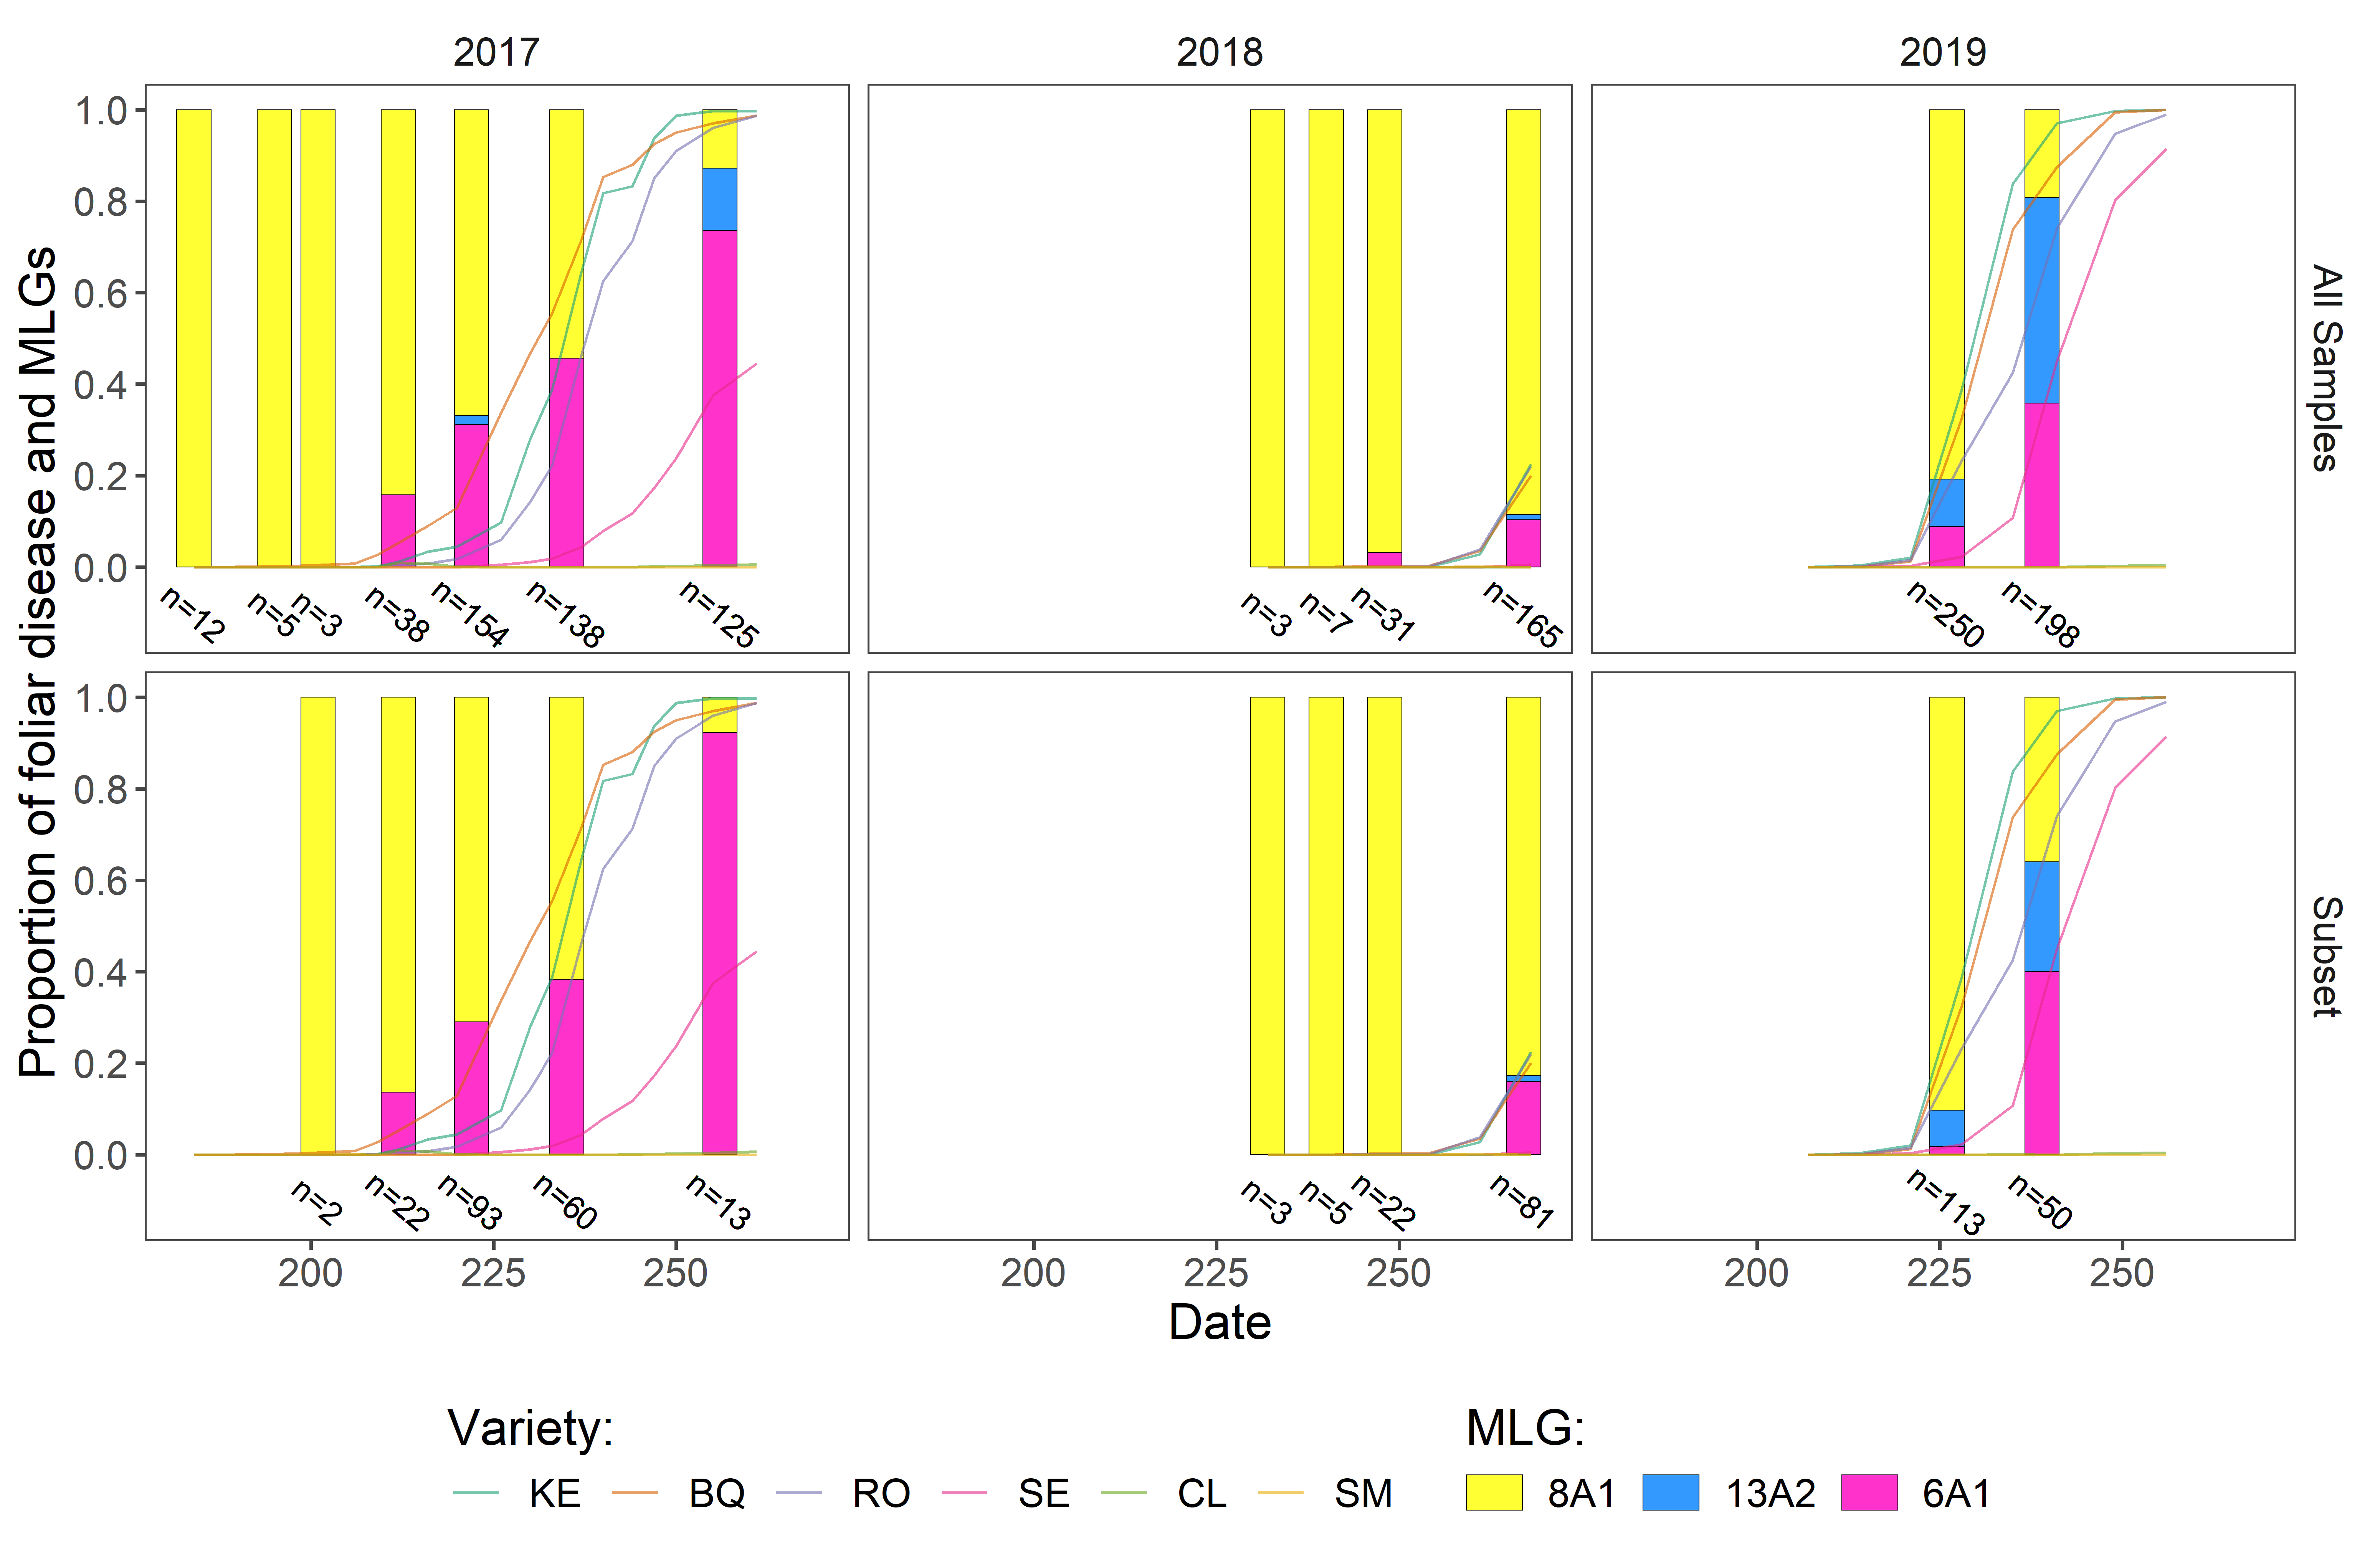 2017 2018 2019
Proportion of foliar disease and MLGs
1.0
0.8
0.6
0.4
0.2
0.0
n=12 n=5 n=3 n=38 n=154 n=138 n=125
n=3 n=7 n=31 n=165
n=250 n=198
All Samples
1.0
0.8
0.6
0.4
0.2
0.0
n=2 n=22 n=93 n=60 n=13
n=3 n=5 n=22 n=81
n=113 n=50
Subset
200 225 250 200 225 250 200 225 250
Date
Variety: MLG:
KE BQ RO SE CL SM 8A1 13A2 6A1